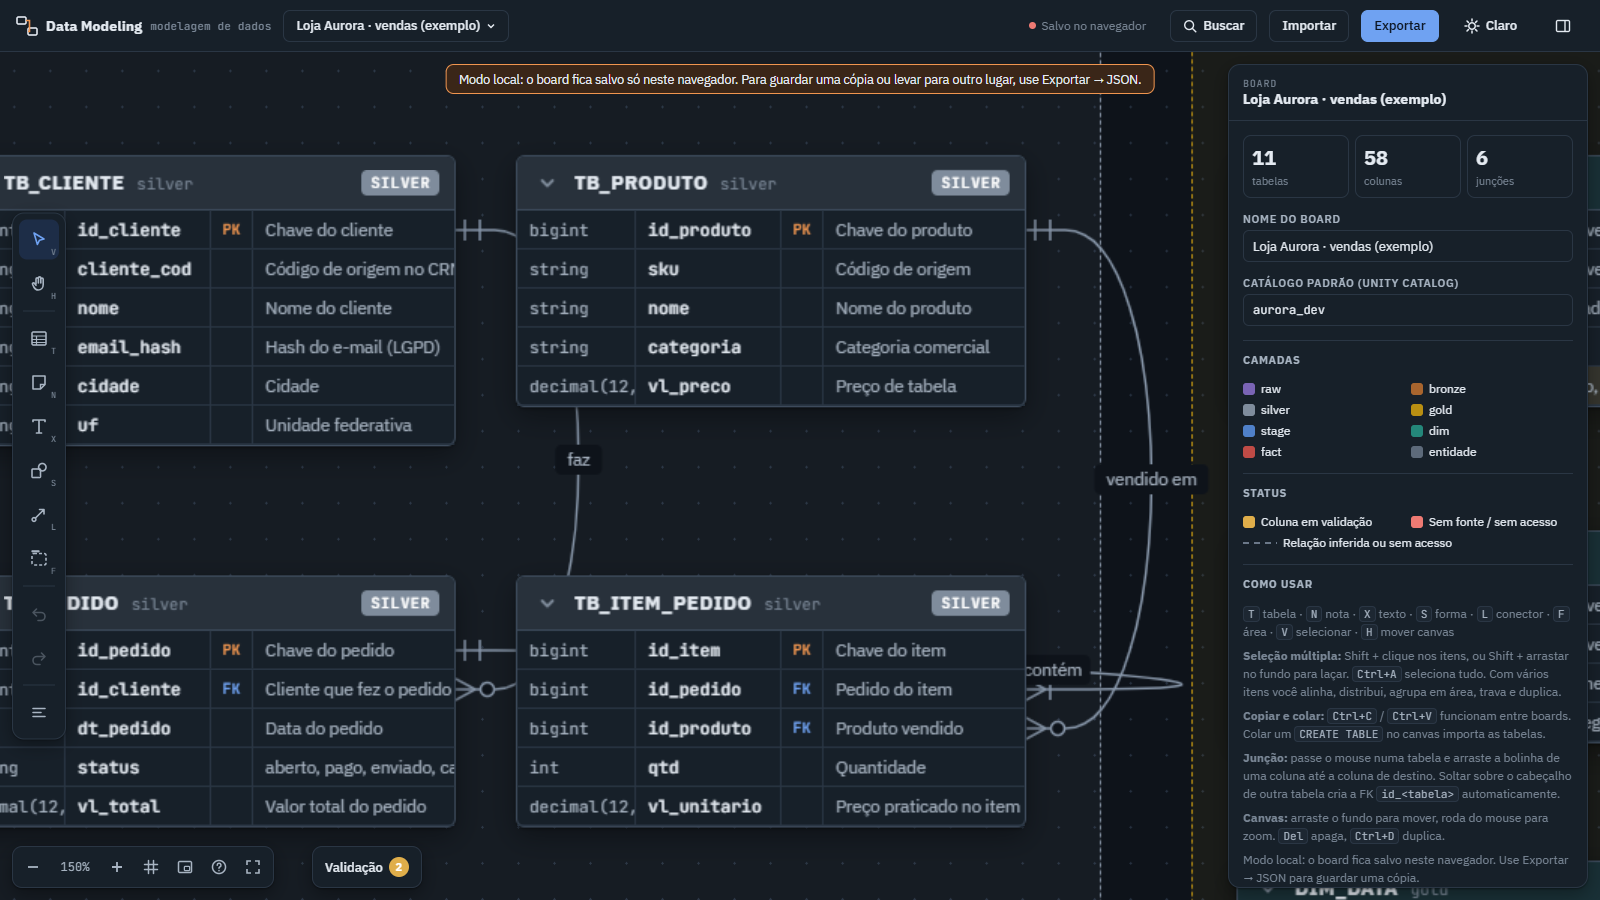 Data Modeling modelagem de dados Loja Aurora · vendas (exemplo) Salvo no navegador Buscar Importar Exportar Claro
Modo local: o board fica salvo só neste navegador. Para guardar uma cópia ou levar para outro lugar, use Exportar → JSON.
TB_CLIENTE silver SILVER
id_cliente PK Chave do cliente
cliente_cod Código de origem no CRM
nome Nome do cliente
email_hash Hash do e-mail (LGPD)
cidade Cidade
uf Unidade federativa
TB_PRODUTO silver SILVER
bigint id_produto PK Chave do produto
string sku Código de origem
string nome Nome do produto
string categoria Categoria comercial
decimal(12, vl_preco Preço de tabela
faz
vendido em
contém
DIDO silver SILVER
id_pedido PK Chave do pedido
id_cliente FK Cliente que fez o pedido
dt_pedido Data do pedido
ng status aberto, pago, enviado, ca
mal(12, vl_total Valor total do pedido
TB_ITEM_PEDIDO silver SILVER
bigint id_item PK Chave do item
bigint id_pedido FK Pedido do item
bigint id_produto FK Produto vendido
int qtd Quantidade
decimal(12, vl_unitario Preço praticado no item
V
H
T
N
X
S
L
F
150%
Validação 2
BOARD
Loja Aurora · vendas (exemplo)
11 58 6
tabelas colunas junções
NOME DO BOARD
Loja Aurora · vendas (exemplo)
CATÁLOGO PADRÃO (UNITY CATALOG)
aurora_dev
CAMADAS
raw bronze
silver gold
stage dim
fact entidade
STATUS
Coluna em validação Sem fonte / sem acesso
Relação inferida ou sem acesso
COMO USAR
T tabela · N nota · X texto · S forma · L conector · F
área · V selecionar · H mover canvas
Seleção múltipla: Shift + clique nos itens, ou Shift + arrastar
no fundo para laçar. Ctrl+A seleciona tudo. Com vários
itens você alinha, distribui, agrupa em área, trava e duplica.
Copiar e colar: Ctrl+C / Ctrl+V funcionam entre boards.
Colar um CREATE TABLE no canvas importa as tabelas.
Junção: passe o mouse numa tabela e arraste a bolinha de
uma coluna até a coluna de destino. Soltar sobre o cabeçalho
de outra tabela cria a FK id_<tabela> automaticamente.
Canvas: arraste o fundo para mover, roda do mouse para
zoom. Del apaga, Ctrl+D duplica.
Modo local: o board fica salvo neste navegador. Use Exportar
→ JSON para guardar uma cópia.
DIM_DATA gold